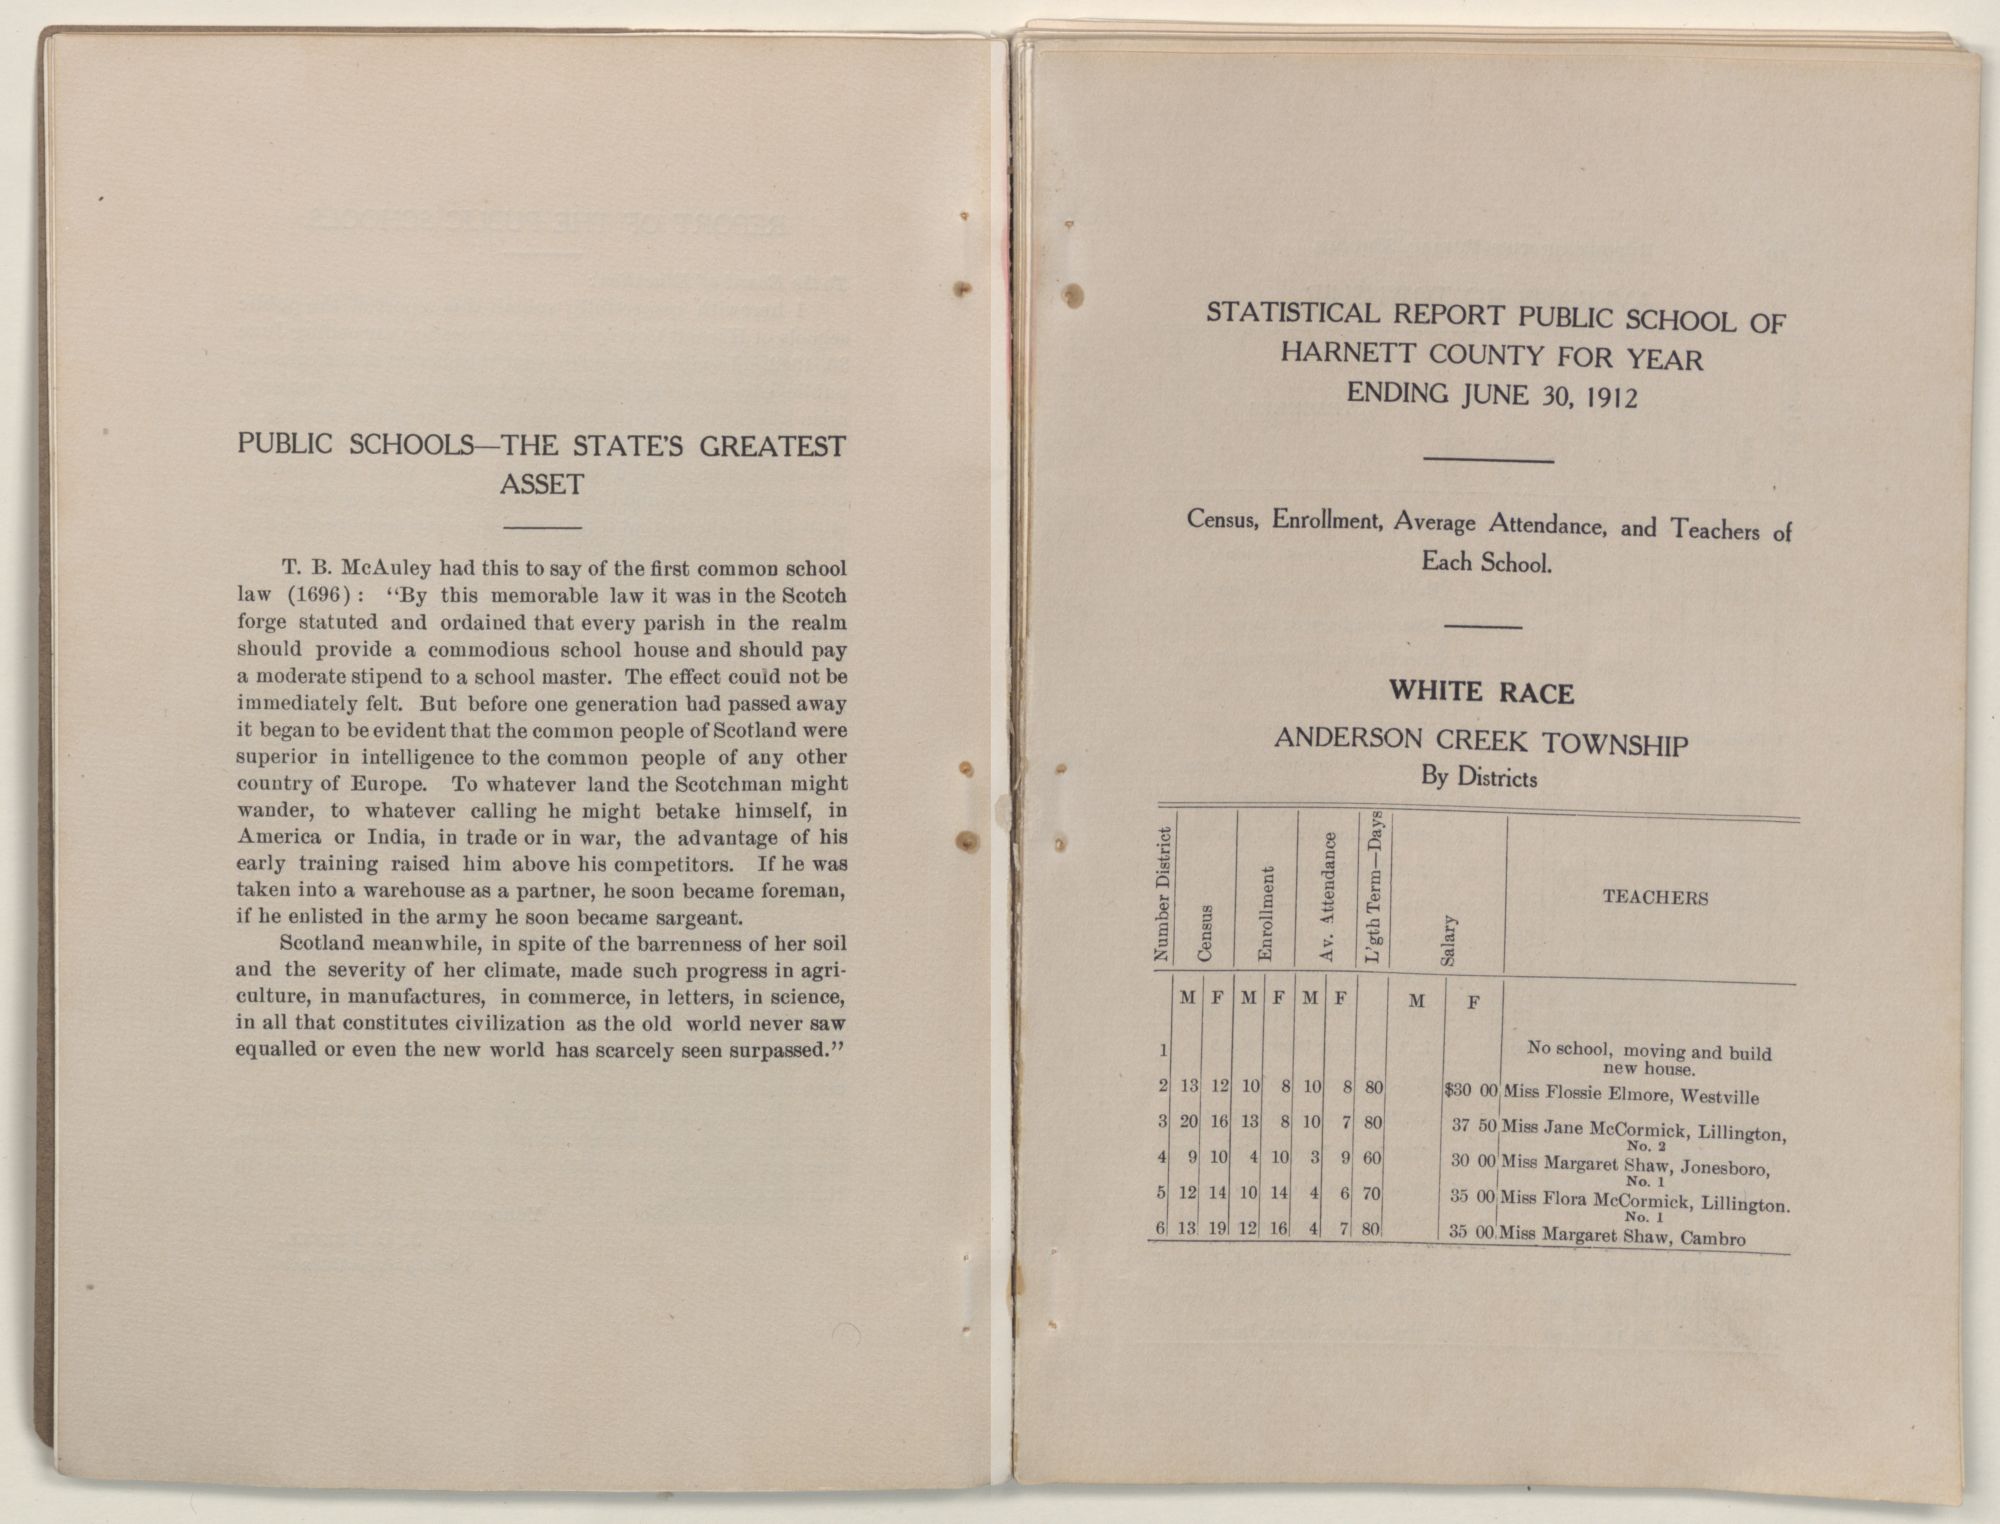 PUBLIC SCHOOLS—THE STATE'S GREATEST
ASSET
T. B. McAuley had this to say of the first common school
law (1696) : "By this memorable law it was in the Scotch
forge statuted and ordained that every parish in the realm
should provide a commodious school house and should pay
a moderate stipend to a school master. The effect could not be
immediately felt. But before one generation had passed away
it began to be evident that the common people of Scotland were
superior in intelligence to the common people of any other
country of Europe. To whatever land the Scotchman might
wander, to whatever calling he might betake himself, in
America or India, in trade or in war, the advantage of his
early training raised him above his competitors. If he was
taken into a warehouse as a partner, he soon became foreman,
if he enlisted in the army he soon became sargeant.
Scotland meanwhile, in spite of the barrenness of her soil
and the severity of her climate, made such progress in agri-
culture, in manufactures, in commerce, in letters, in science,
in all that constitutes civilization as the old world never saw
equalled or even the new world has scarcely seen surpassed."
STATISTICAL REPORT PUBLIC SCHOOL OF
HARNETT COUNTY FOR YEAR
ENDING JUNE 30, 1912
Census, Enrollment, Average Attendance, and Teachers of
Each School.
WHITE RACE
ANDERSON CREEK TOWNSHIP
By Districts
Number District Census Enrollment Av. Attendance L'gth Term—Days Salary TEACHERS
M F M F M F M F
1 No school, moving and build
new house.
2 13 12 10 8 10 8 80 $30 00 Miss Flossie Elmore, Westville
3 20 16 13 8 10 7 80 37 50 Miss Jane McCormick, Lillington,
No. 2
4 9 10 4 10 3 9 60 30 00 Miss Margaret Shaw, Jonesboro,
No. 1
5 12 14 10 14 4 6 70 35 00 Miss Flora McCormick, Lillington.
No. 1
6 13 19 12 16 4 7 80 35 00 Miss Margaret Shaw, Cambro